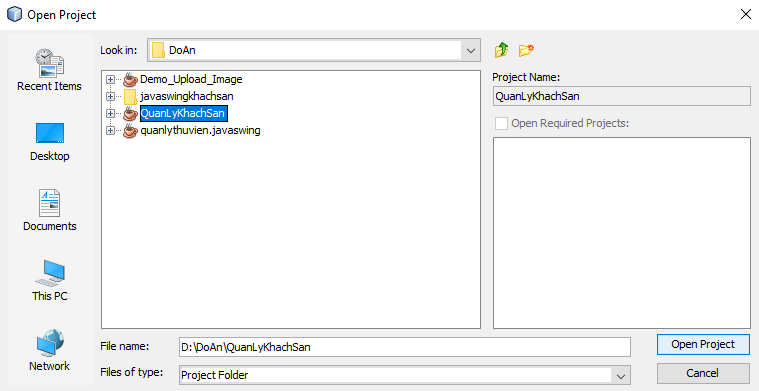 Open Project
Look in: DoAn
Recent Items
Desktop
Documents
This PC
Network
Demo_Upload_Image
javaswingkhachsan
QuanLyKhachSan
quanlythuvien.javaswing
Project Name:
QuanLyKhachSan
Open Required Projects:
File name: D:\DoAn\QuanLyKhachSan
Open Project
Files of type: Project Folder
Cancel